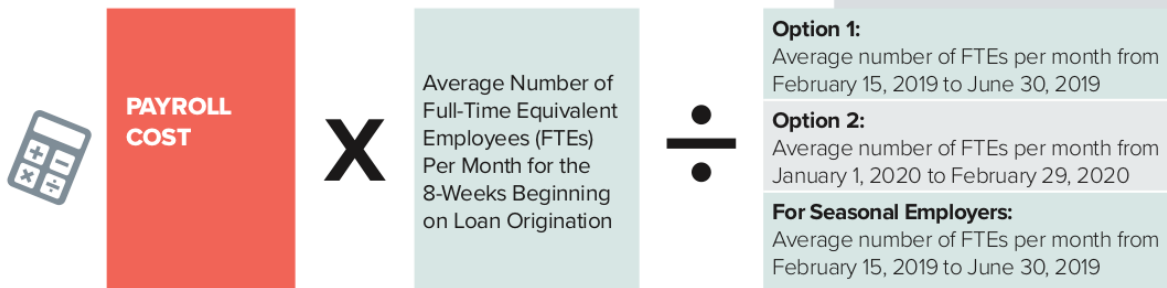 PAYROLL
COST
X
Average Number of
Full-Time Equivalent
Employees (FTEs)
Per Month for the
8-Weeks Beginning
on Loan Origination
÷
Option 1:
Average number of FTEs per month from
February 15, 2019 to June 30, 2019
Option 2:
Average number of FTEs per month from
January 1, 2020 to February 29, 2020
For Seasonal Employers:
Average number of FTEs per month from
February 15, 2019 to June 30, 2019